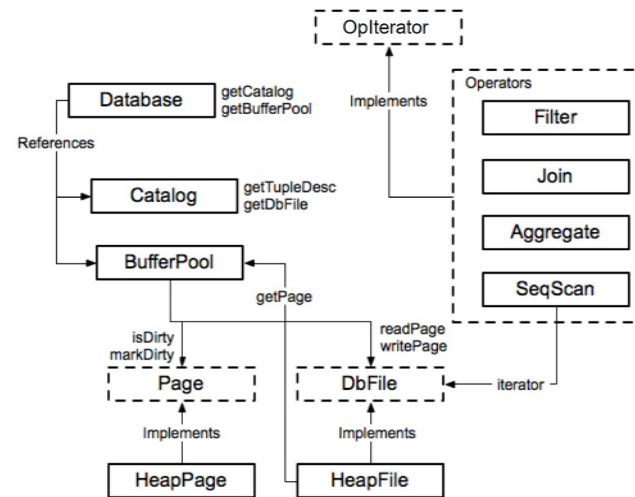 OpIterator
Operators
Database
getCatalog
getBufferPool
Implements
Filter
References
Join
Catalog
getTupleDesc
getDbFile
Aggregate
BufferPool
SeqScan
getPage
isDirty
markDirty
readPage
writePage
Page
DbFile
iterator
Implements
Implements
HeapPage
HeapFile